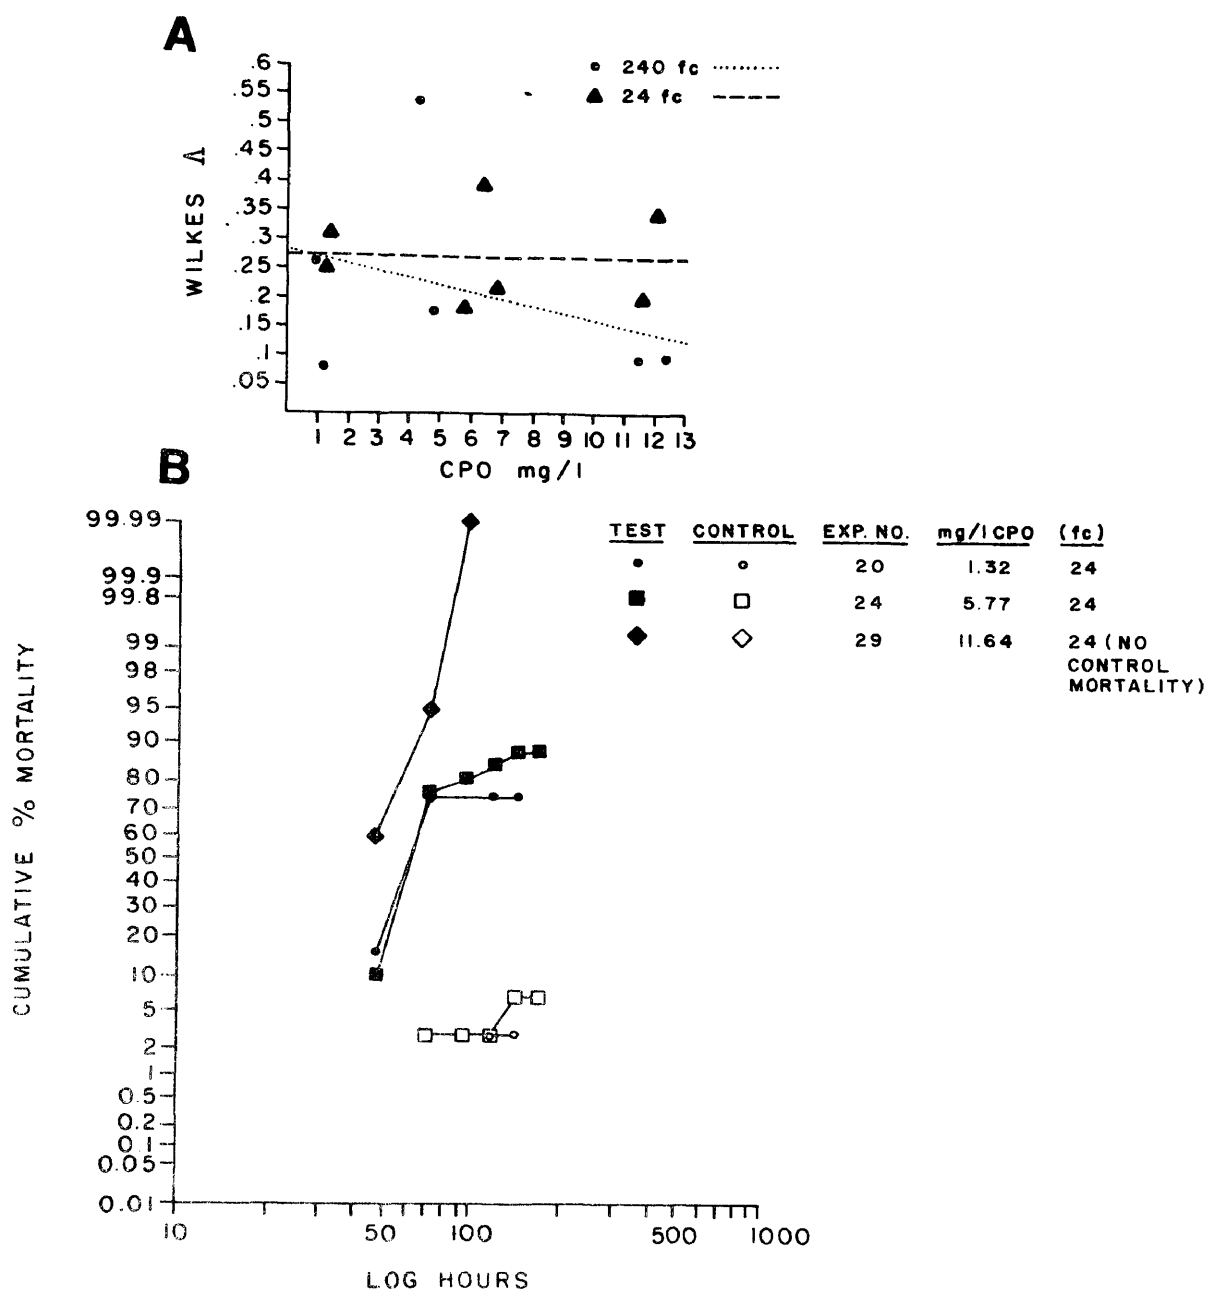 A
.6
.55
.5
.45
.4
.35
.3
.25
.2
.15
.1
.05
WILKES Λ
240 fc
24 fc
1 2 3 4 5 6 7 8 9 10 11 12 13
CPO mg/l
B
99.99
99.9
99.8
99
98
95
90
80
70
60
50
40
30
20
10
5
2
1
0.5
0.2
0.1
0.05
0.01
CUMULATIVE % MORTALITY
TEST CONTROL EXP. NO. mg/l CPO (fc)
20 1.32 24
24 5.77 24
29 11.64 24 (NO
CONTROL
MORTALITY)
10 50 100 500 1000
LOG HOURS